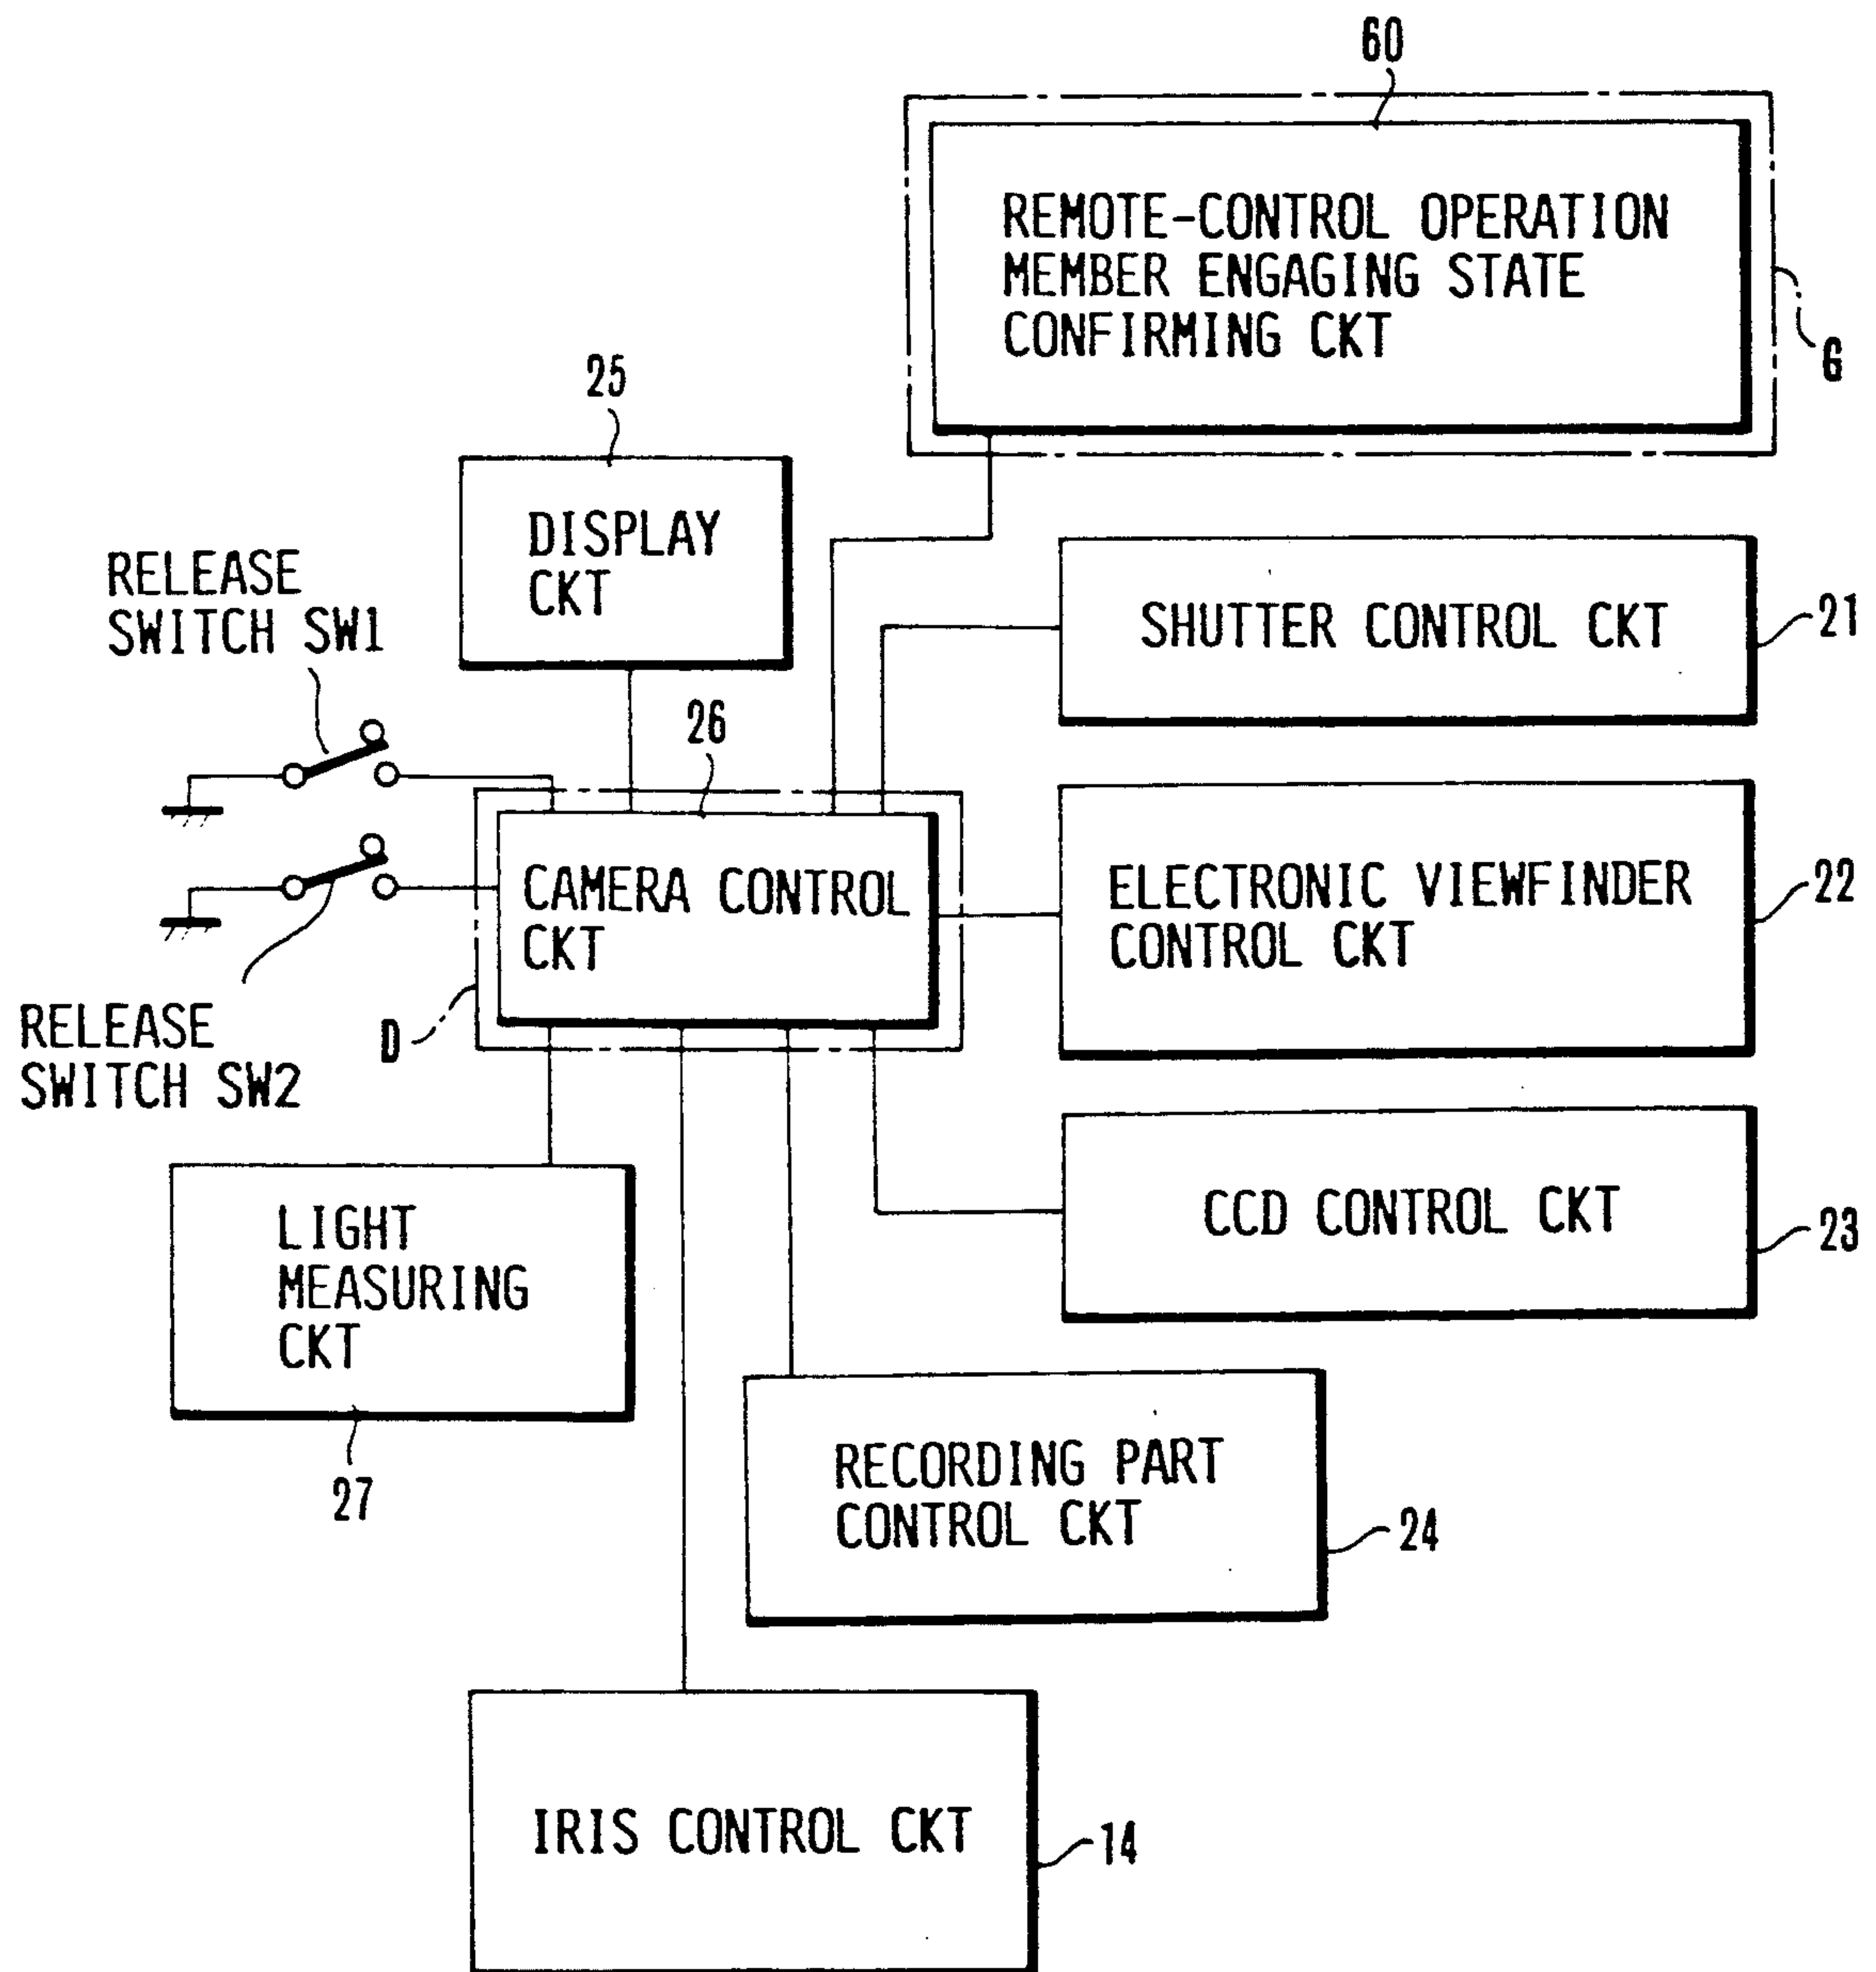 60
REMOTE-CONTROL OPERATION
MEMBER ENGAGING STATE
CONFIRMING CKT
G
25
DISPLAY
CKT
RELEASE
SWITCH SW1
SHUTTER CONTROL CKT
21
26
CAMERA CONTROL
CKT
ELECTRONIC VIEWFINDER
CONTROL CKT
22
RELEASE
SWITCH SW2
D
LIGHT
MEASURING
CKT
27
CCD CONTROL CKT
23
RECORDING PART
CONTROL CKT
24
IRIS CONTROL CKT
14